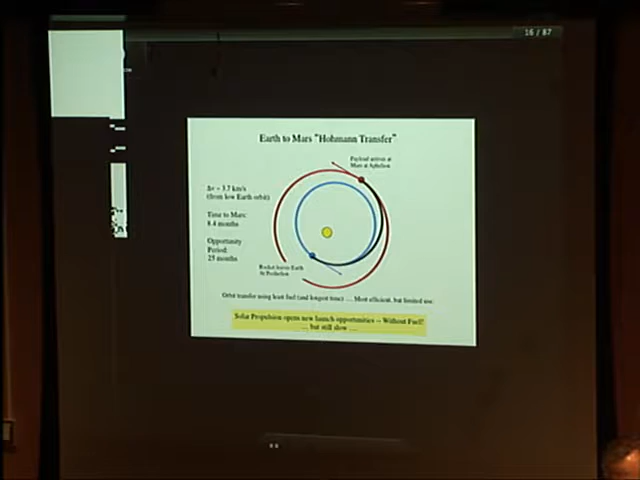 16 / 87
Earth to Mars "Hohmann Transfer"
Payload arrives at
Mars at Aphelion
Δv ~ 3.7 km/s
(from low Earth orbit)
Time to Mars:
8.4 months
Opportunity
Period:
25 months
Rocket leaves Earth
At Perihelion
Orbit transfer using least fuel (and longest time) … Most efficient, but limited use.
Solar Propulsion opens new launch opportunities – Without Fuel!
… but still slow …